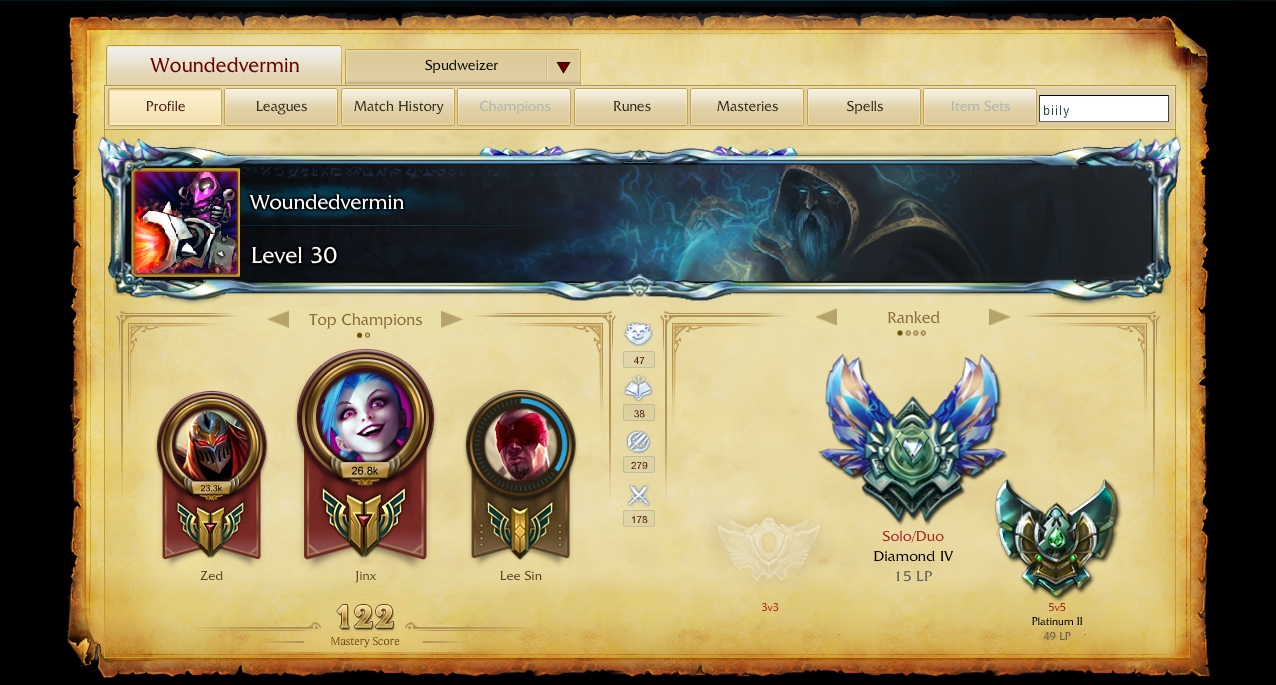 Woundedvermin
Spudweizer
Profile
Leagues
Match History
Champions
Runes
Masteries
Spells
Item Sets
biily
Woundedvermin
Level 30
Top Champions
Ranked
47
38
279
178
26.8k
23.3k
Zed
Jinx
Lee Sin
122
Mastery Score
3v3
Solo/Duo
Diamond IV
15 LP
5v5
Platinum II
49 LP